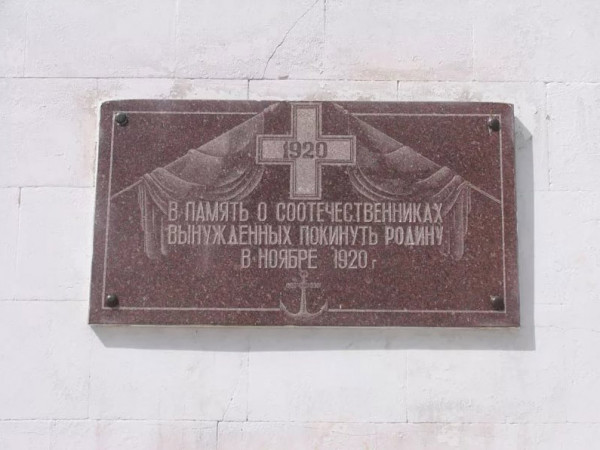 1920
В ПАМЯТЬ О СООТЕЧЕСТВЕННИКАХ
ВЫНУЖДЕННЫХ ПОКИНУТЬ РОДИНУ
В НОЯБРЕ 1920 г